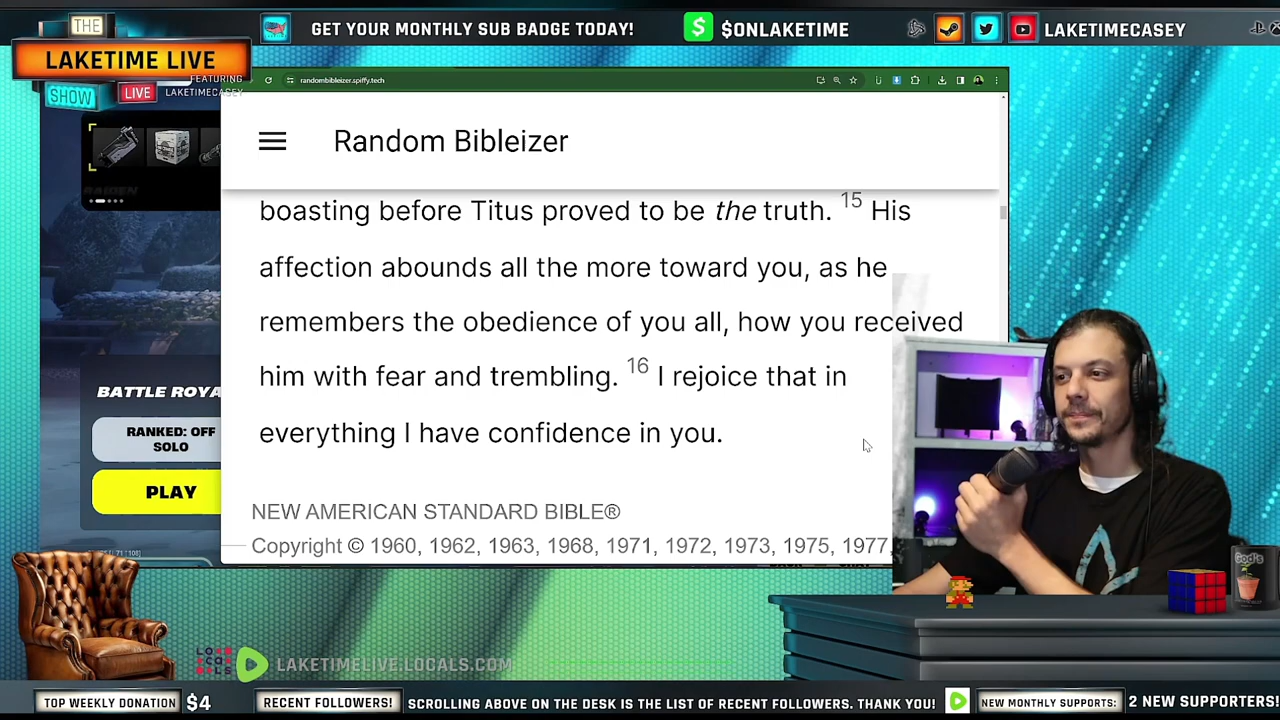 THE
LAKETIME LIVE
FEATURING
LAKETIMECASEY
SHOW
LIVE
GET YOUR MONTHLY SUB BADGE TODAY!
$ONLAKETIME
LAKETIMECASEY
randombibleizer.spiffy.tech
Random Bibleizer
boasting before Titus proved to be the truth. 15 His
affection abounds all the more toward you, as he
remembers the obedience of you all, how you received
him with fear and trembling. 16 I rejoice that in
everything I have confidence in you.
NEW AMERICAN STANDARD BIBLE®
Copyright © 1960, 1962, 1963, 1968, 1971, 1972, 1973, 1975, 1977,
RAIDEN
BATTLE ROYA
RANKED: OFF
SOLO
PLAY
God's
LAKETIMELIVE.LOCALS.COM
TOP WEEKLY DONATION
$4
RECENT FOLLOWERS!
SCROLLING ABOVE ON THE DESK IS THE LIST OF RECENT FOLLOWERS. THANK YOU!
NEW MONTHLY SUPPORTS:
2 NEW SUPPORTERS!